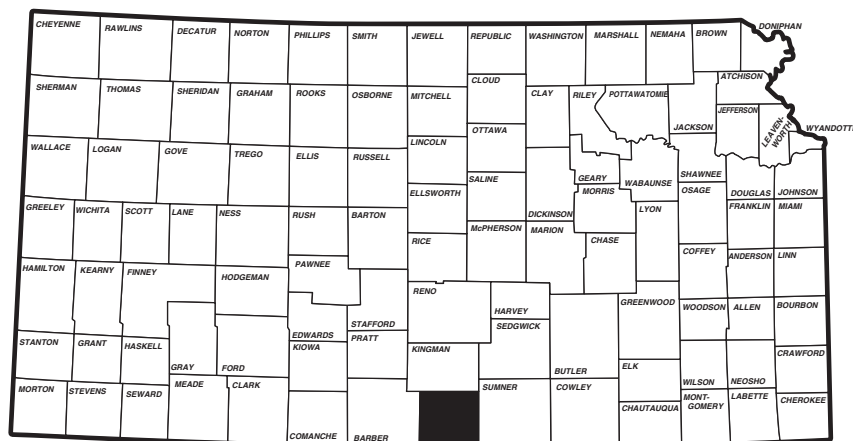 CHEYENNE
RAWLINS
DECATUR
NORTON
PHILLIPS
SMITH
JEWELL
REPUBLIC
WASHINGTON
MARSHALL
NEMAHA
BROWN
DONIPHAN
CLOUD
ATCHISON
SHERMAN
THOMAS
SHERIDAN
GRAHAM
ROOKS
OSBORNE
MITCHELL
CLAY
RILEY
POTTAWATOMIE
JEFFERSON
LEAVEN-
WORTH
WYANDOTT
JACKSON
OTTAWA
LINCOLN
WALLACE
LOGAN
GOVE
TREGO
ELLIS
RUSSELL
SALINE
GEARY
WABAUNSE
SHAWNEE
ELLSWORTH
MORRIS
OSAGE
DOUGLAS
JOHNSON
GREELEY
WICHITA
SCOTT
LANE
NESS
RUSH
BARTON
DICKINSON
LYON
FRANKLIN
MIAMI
RICE
McPHERSON
MARION
CHASE
COFFEY
ANDERSON
LINN
HAMILTON
KEARNY
FINNEY
HODGEMAN
PAWNEE
RENO
HARVEY
GREENWOOD
WOODSON
ALLEN
BOURBON
STAFFORD
SEDGWICK
EDWARDS
STANTON
GRANT
HASKELL
GRAY
FORD
KIOWA
PRATT
KINGMAN
BUTLER
ELK
CRAWFORD
WILSON
NEOSHO
MORTON
STEVENS
SEWARD
MEADE
CLARK
SUMNER
COWLEY
CHAUTAUQUA
MONT-
GOMERY
LABETTE
CHEROKEE
COMANCHE
BARBER